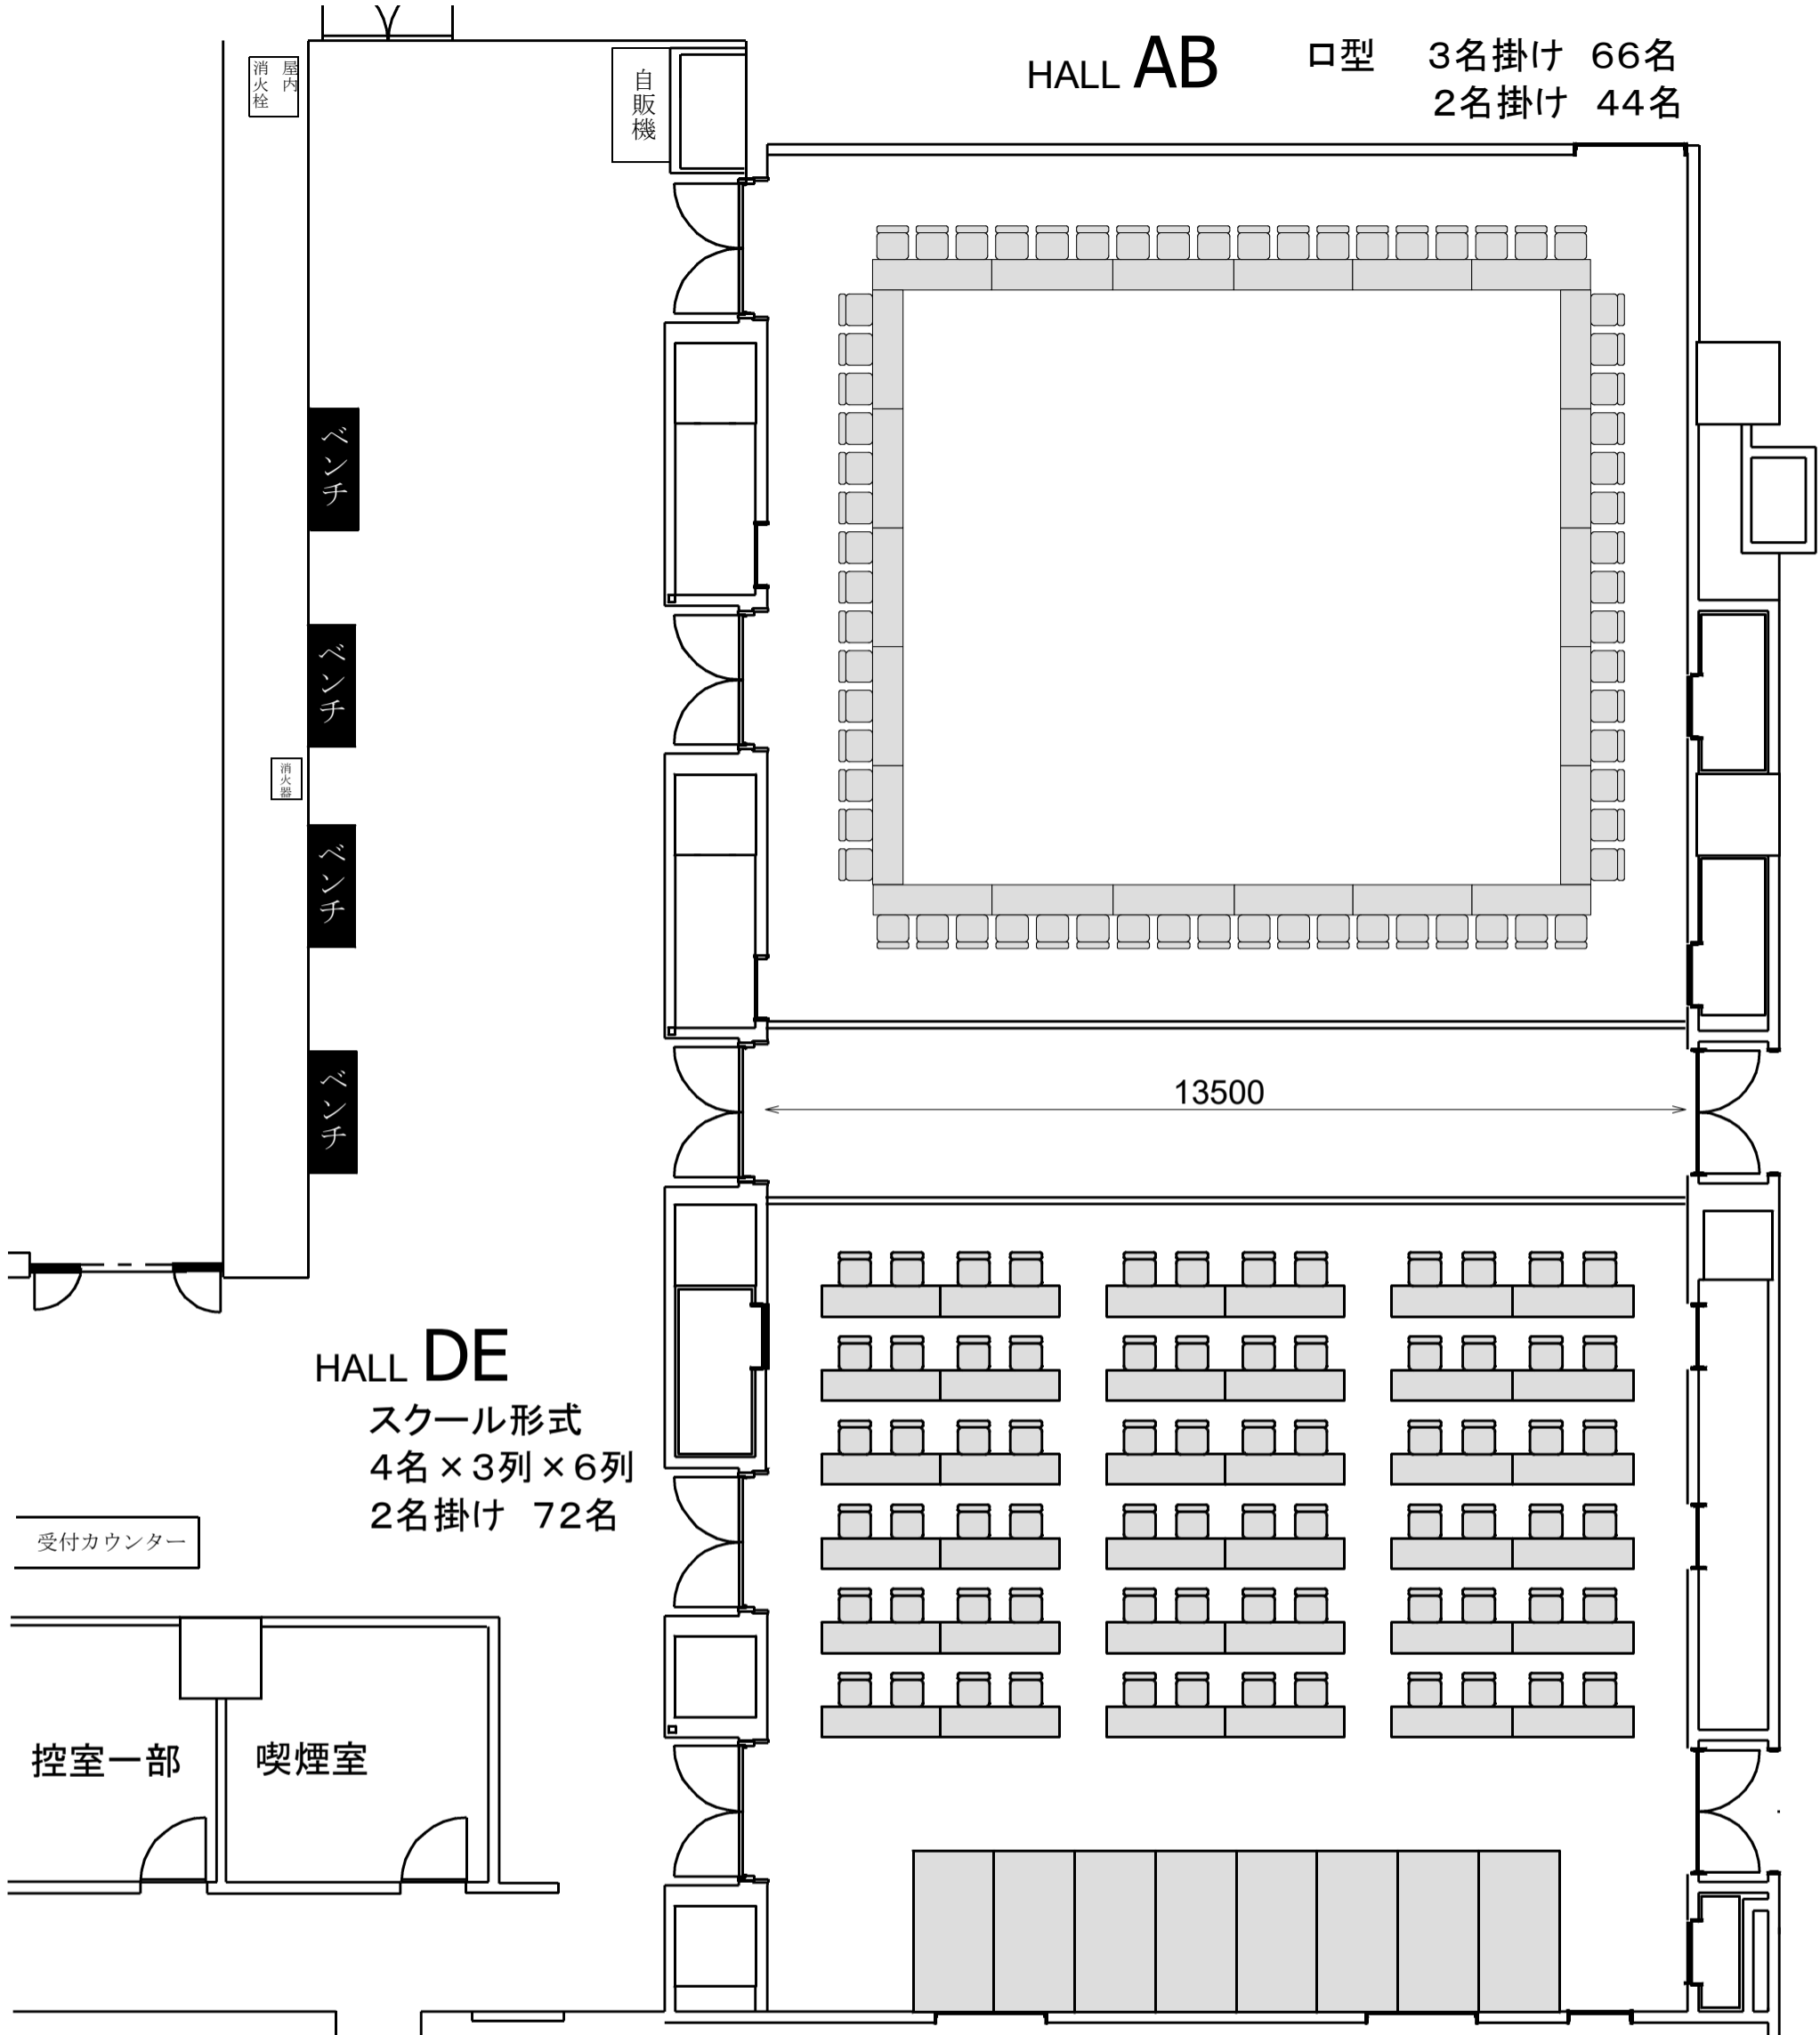 HALL AB
ロ型 3名掛け 66名
2名掛け 44名
屋内
消火栓
自販機
ベンチ
ベンチ
消火器
ベンチ
ベンチ
13500
HALL DE
スクール形式
4名×3列×6列
2名掛け 72名
受付カウンター
控室一部
喫煙室